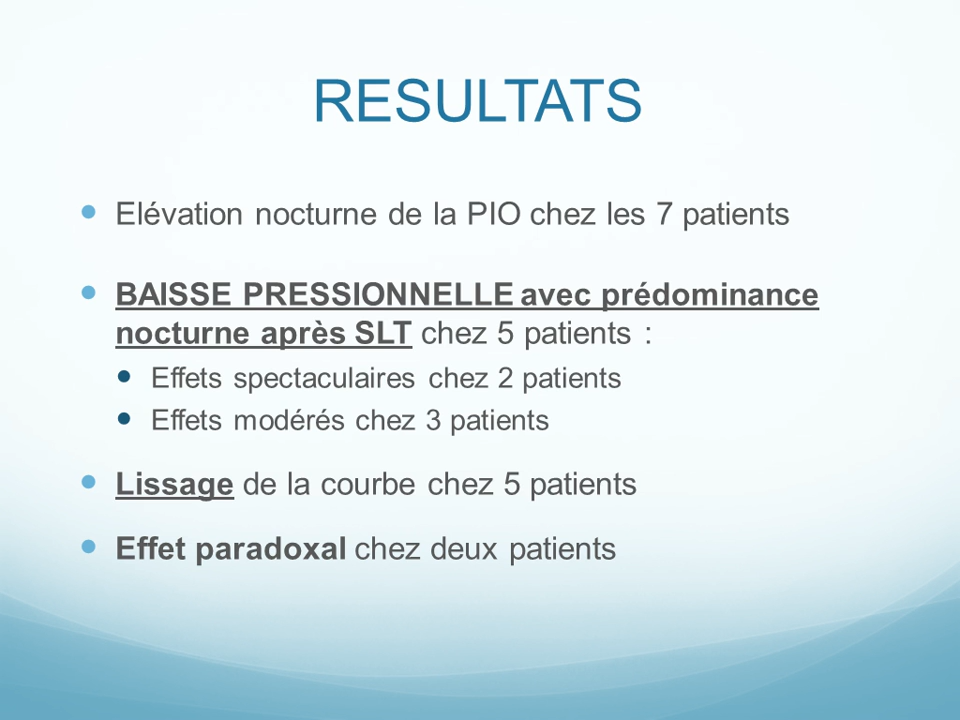 RESULTATS
Elévation nocturne de la PIO chez les 7 patients
BAISSE PRESSIONNELLE avec prédominance
nocturne après SLT chez 5 patients :
Effets spectaculaires chez 2 patients
Effets modérés chez 3 patients
Lissage de la courbe chez 5 patients
Effet paradoxal chez deux patients